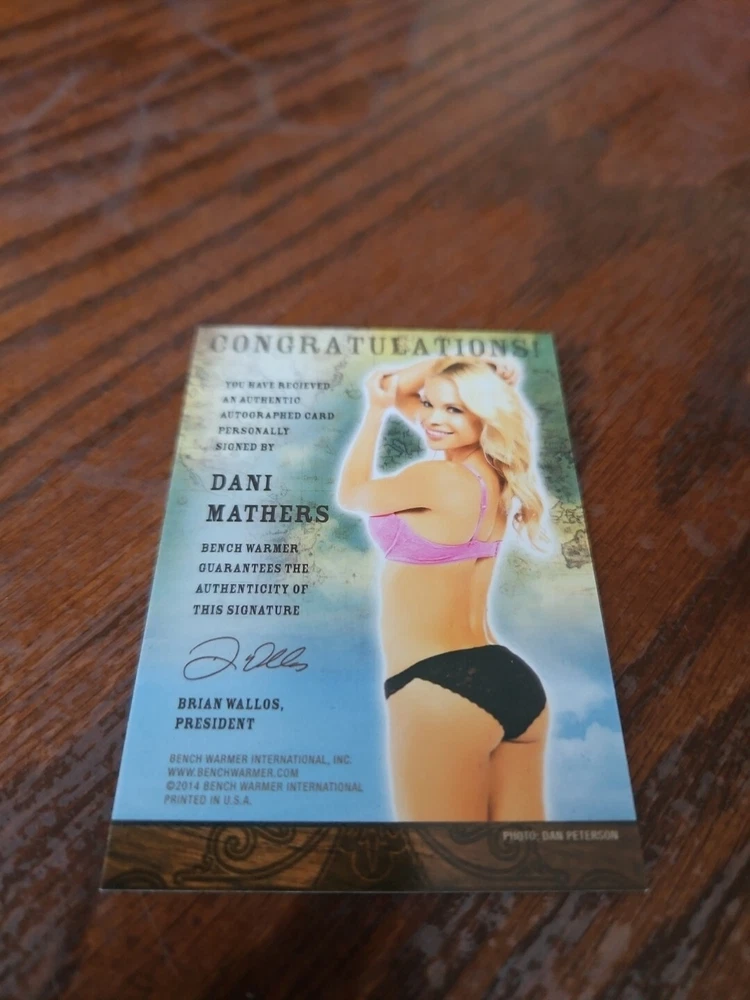 CONGRATULATIONS!
YOU HAVE RECIEVED
AN AUTHENTIC
AUTOGRAPHED CARD
PERSONALLY
SIGNED BY
DANI
MATHERS
BENCH WARMER
GUARANTEES THE
AUTHENTICITY OF
THIS SIGNATURE
BRIAN WALLOS,
PRESIDENT
BENCH WARMER INTERNATIONAL, INC.
WWW.BENCHWARMER.COM
©2014 BENCH WARMER INTERNATIONAL
PRINTED IN U.S.A.
PHOTO: DAN PETERSON